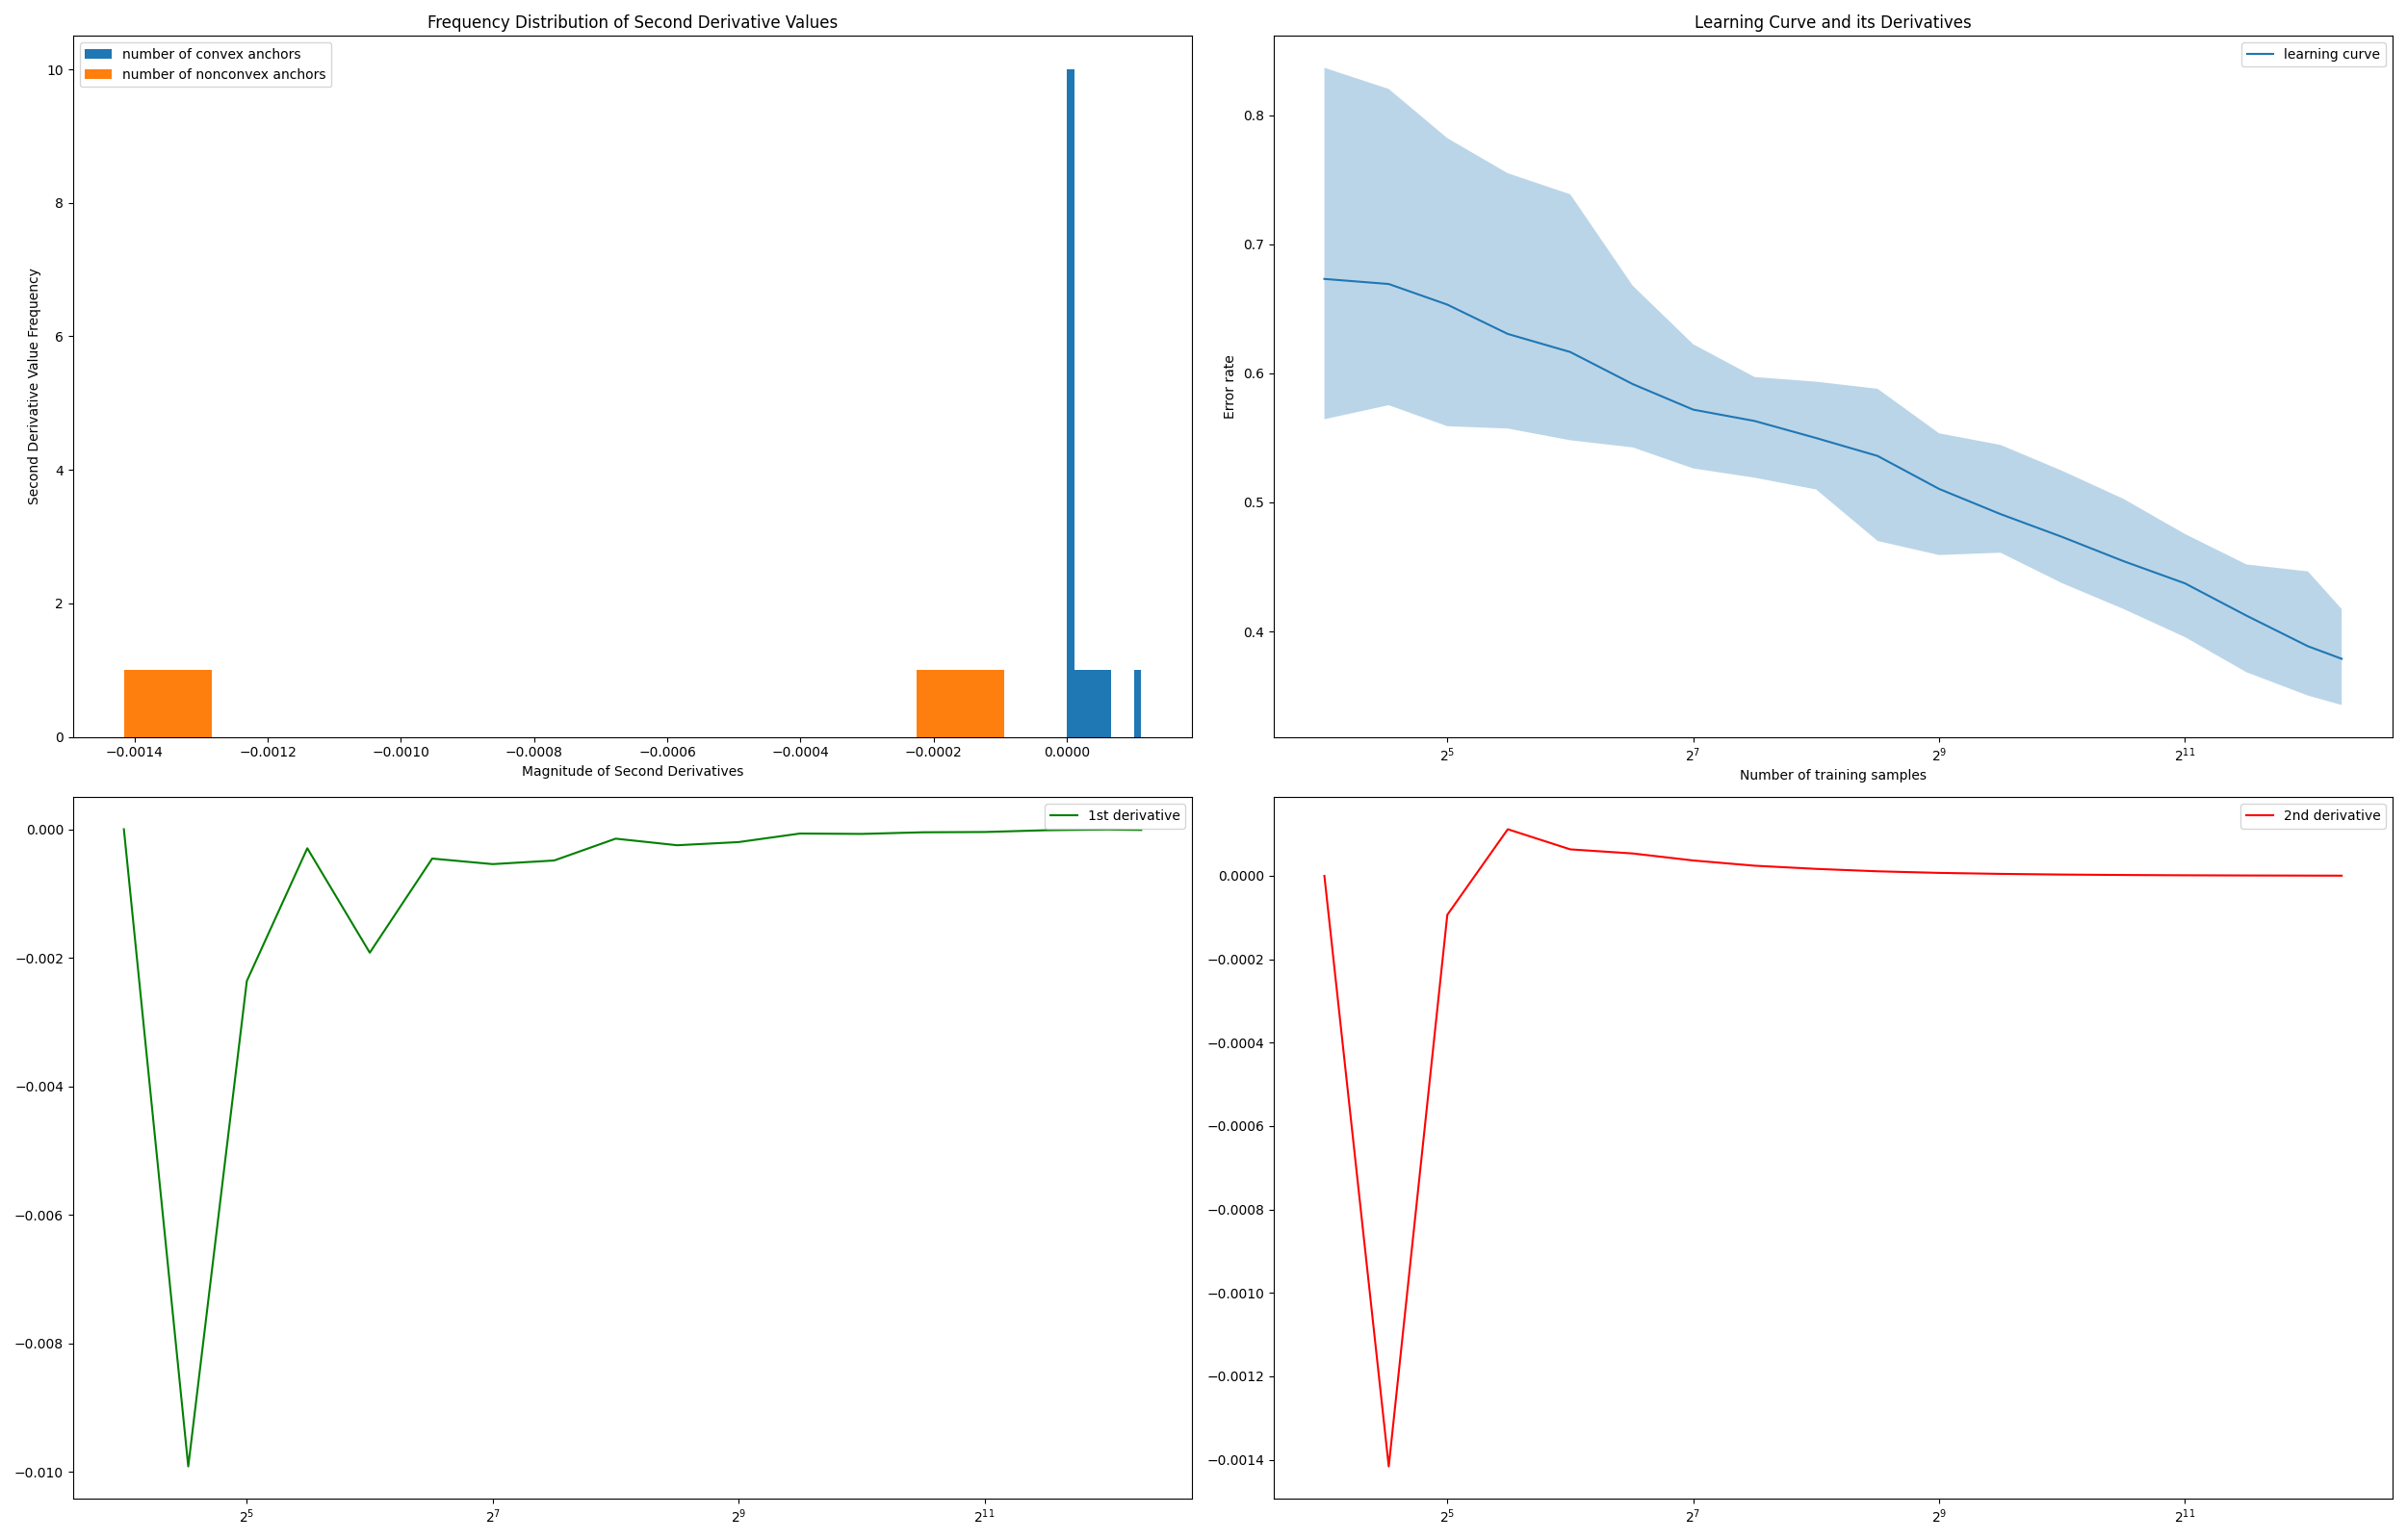 Frequency Distribution of Second Derivative Values
number of convex anchors
number of nonconvex anchors
10
8
6
4
2
0
Second Derivative Value Frequency
−0.0014 −0.0012 −0.0010 −0.0008 −0.0006 −0.0004 −0.0002 0.0000
Magnitude of Second Derivatives
Learning Curve and its Derivatives
learning curve
0.8
0.7
0.6
0.5
0.4
Error rate
2^5 2^7 2^9 2^11
Number of training samples
1st derivative
0.000
−0.002
−0.004
−0.006
−0.008
−0.010
2^5 2^7 2^9 2^11
2nd derivative
0.0000
−0.0002
−0.0004
−0.0006
−0.0008
−0.0010
−0.0012
−0.0014
2^5 2^7 2^9 2^11